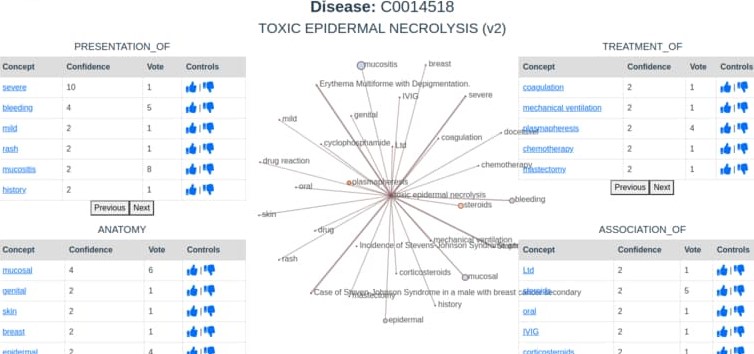 Disease: C0014518
TOXIC EPIDERMAL NECROLYSIS (v2)
PRESENTATION_OF
Concept Confidence Vote Controls
severe 10 1
bleeding 4 5
mild 2 1
rash 2 1
mucositis 2 8
history 2 1
Previous Next
ANATOMY
Concept Confidence Vote Controls
mucosal 4 6
genital 2 1
skin 2 1
breast 2 1
epidermal 2 4
mucositis
breast
Erythema Multiforme with Depigmentation.
IVIG
severe
mild
genital
docetaxel
cyclophosphamide
Ltd
coagulation
drug reaction
chemotherapy
plasmapheresis
oral
toxic epidermal necrolysis
bleeding
steroids
skin
drug
mechanical ventilation
Incidence of Stevens-Johnson Syndrome
rash
corticosteroids
mucosal
Case of Steven-Johnson Syndrome in a male with breast cancer secondary
mastectomy
history
epidermal
TREATMENT_OF
Concept Confidence Vote Controls
coagulation 2 1
mechanical ventilation 2 1
plasmapheresis 2 4
chemotherapy 2 1
mastectomy 2 1
Previous Next
ASSOCIATION_OF
Concept Confidence Vote Controls
Ltd 2 1
steroids 2 5
oral 2 1
IVIG 2 1
corticosteroids 2 1